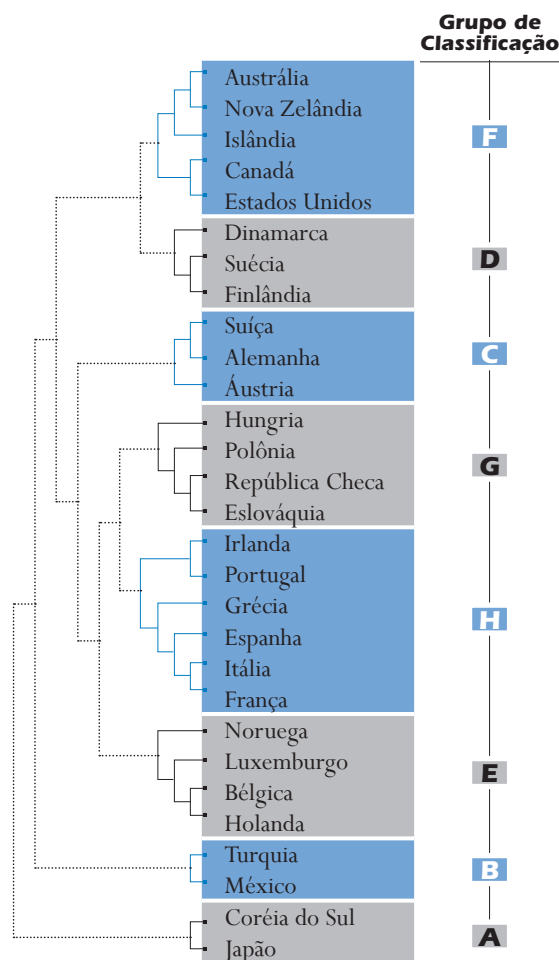 Grupo de
Classificação
Austrália
Nova Zelândia
Islândia
Canadá
Estados Unidos
F
Dinamarca
Suécia
Finlândia
D
Suíça
Alemanha
Áustria
C
Hungria
Polônia
República Checa
Eslováquia
G
Irlanda
Portugal
Grécia
Espanha
Itália
França
H
Noruega
Luxemburgo
Bélgica
Holanda
E
Turquia
México
B
Coréia do Sul
Japão
A